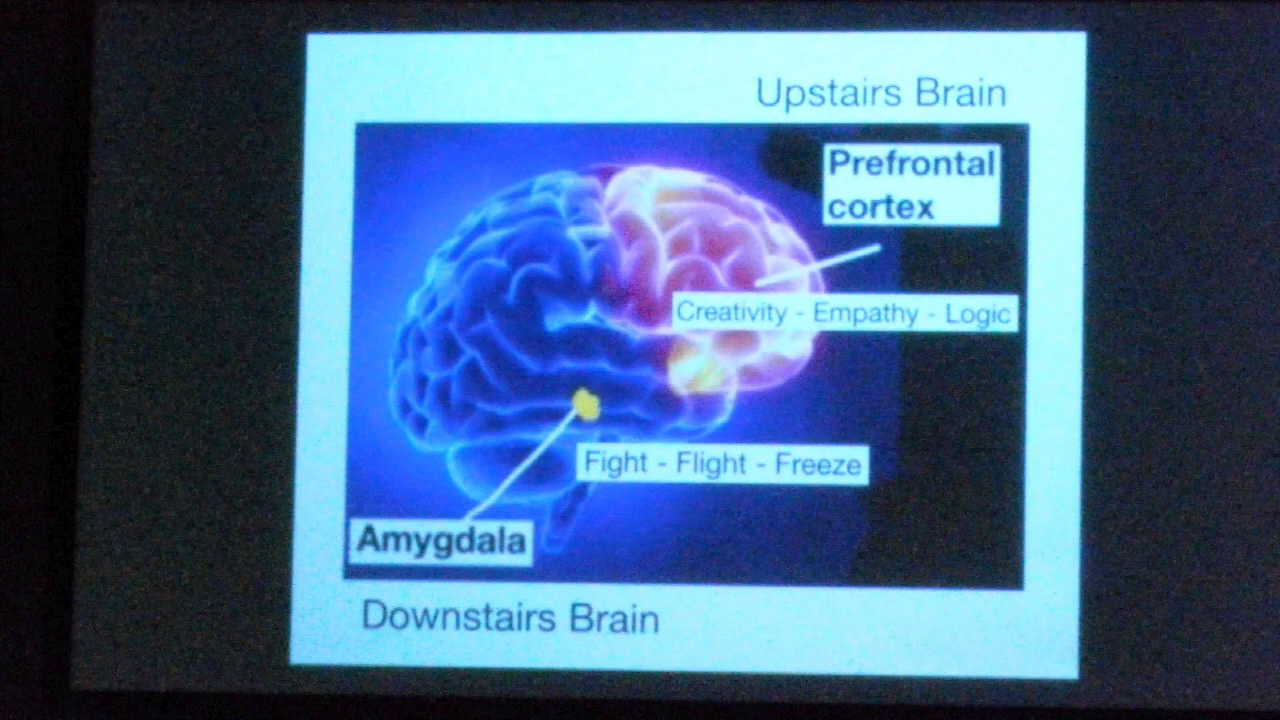 Upstairs Brain
Prefrontal
cortex
Creativity - Empathy - Logic
Fight - Flight - Freeze
Amygdala
Downstairs Brain